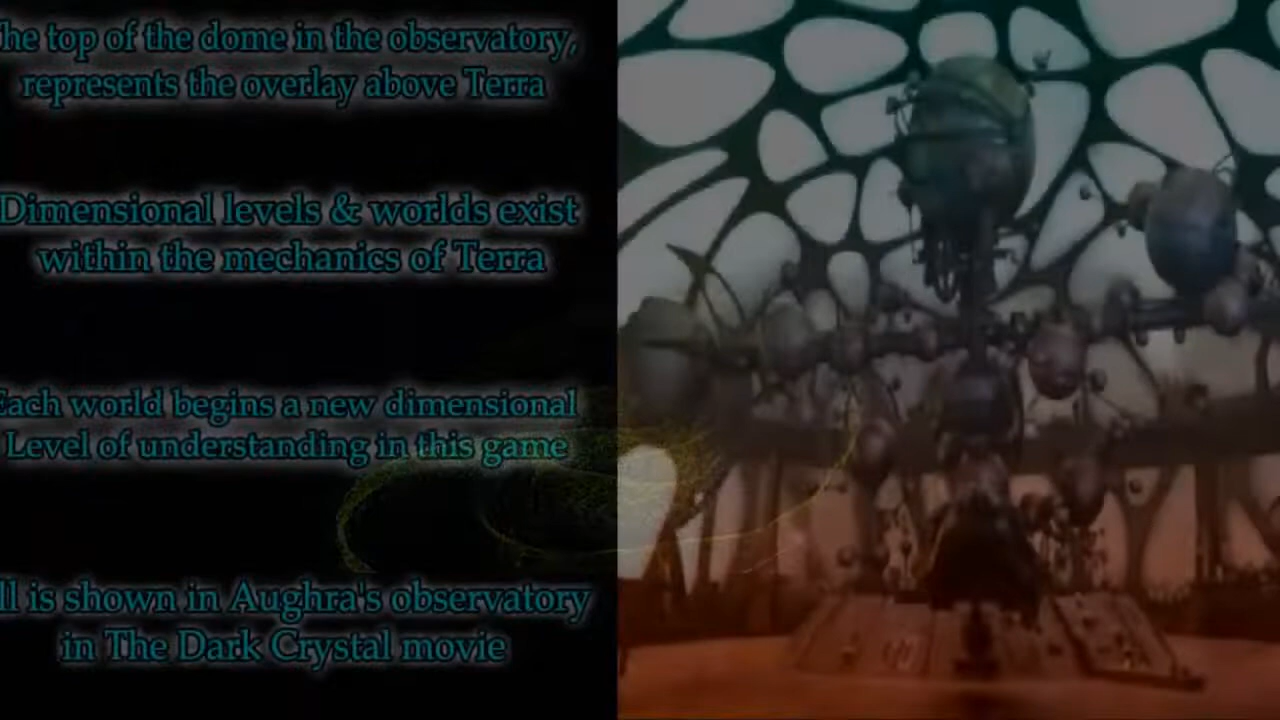 he top of the dome in the observatory,
represents the overlay above Terra
Dimensional levels & worlds exist
within the mechanics of Terra
Each world begins a new dimensional
Level of understanding in this game
ll is shown in Aughra's observatory
in The Dark Crystal movie